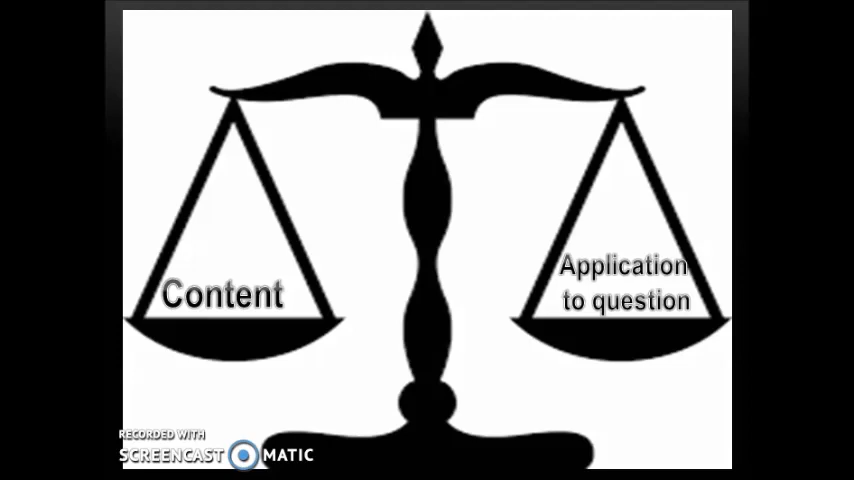 Content
Application
to question
RECORDED WITH
SCREENCAST MATIC